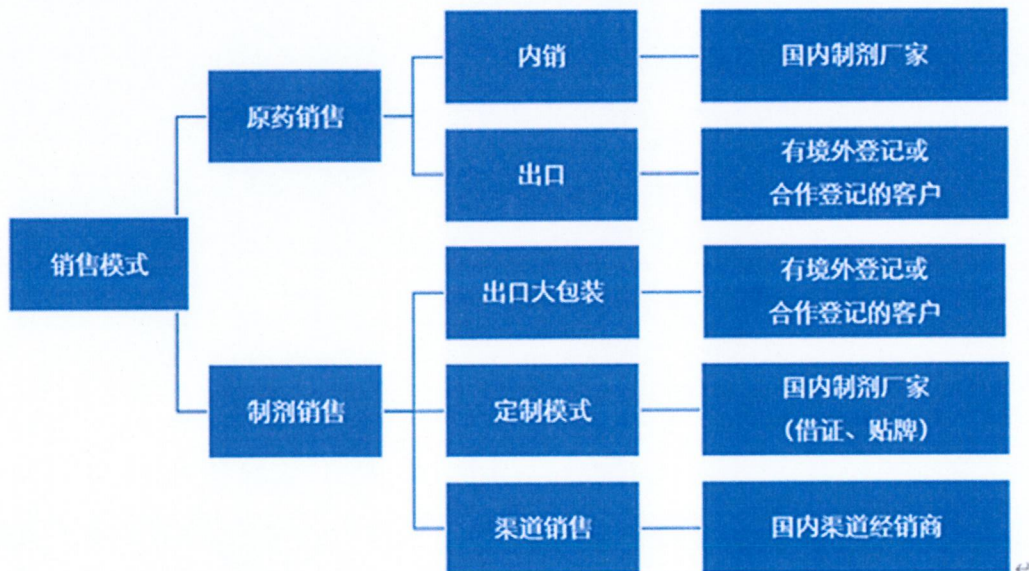 销售模式
原药销售
内销
国内制剂厂家
出口
有境外登记或
合作登记的客户
制剂销售
出口大包装
有境外登记或
合作登记的客户
定制模式
国内制剂厂家
（借证、贴牌）
渠道销售
国内渠道经销商